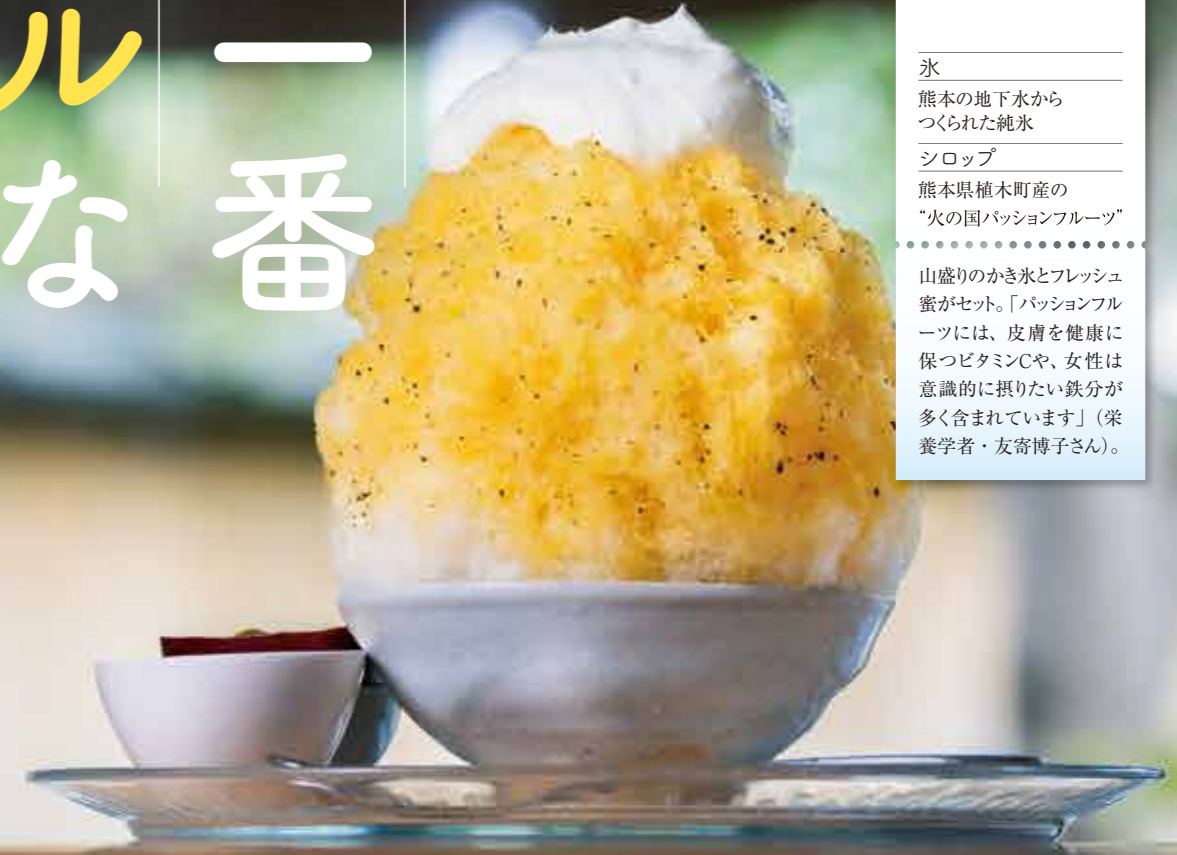 一番
ルな
氷
熊本の地下水から
つくられた純氷
シロップ
熊本県植木町産の
“火の国パッションフルーツ”
山盛りのかき氷とフレッシュ
蜜がセット。「パッションフル
ーツには、皮膚を健康に
保つビタミンCや、女性は
意識的に摂りたい鉄分が
多く含まれています」（栄
養学者・友寄博子さん）。